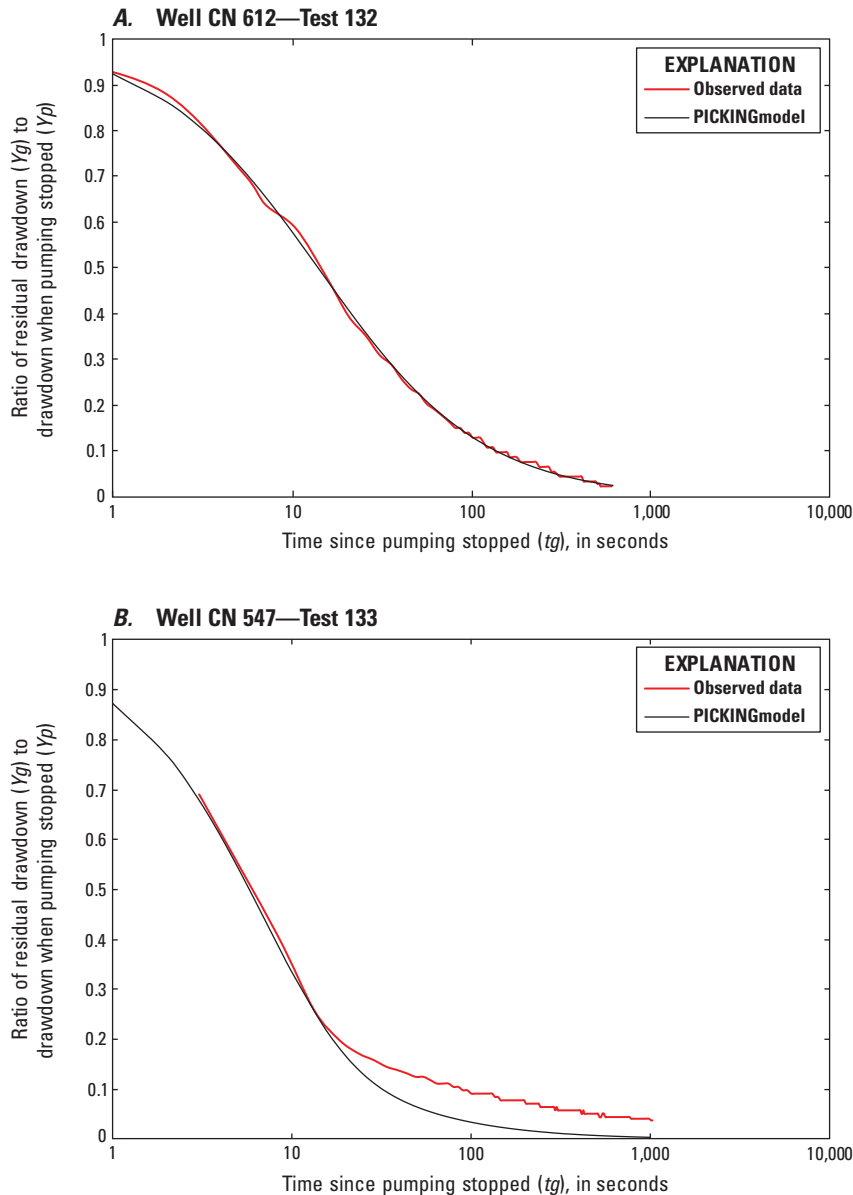 A. Well CN 612—Test 132
1
0.9
0.8
0.7
0.6
0.5
0.4
0.3
0.2
0.1
0
Ratio of residual drawdown (Yg) to
drawdown when pumping stopped (Yp)
EXPLANATION
Observed data
PICKINGmodel
1
10
100
1,000
10,000
Time since pumping stopped (tg), in seconds
B. Well CN 547—Test 133
1
0.9
0.8
0.7
0.6
0.5
0.4
0.3
0.2
0.1
0
Ratio of residual drawdown (Yg) to
drawdown when pumping stopped (Yp)
EXPLANATION
Observed data
PICKINGmodel
1
10
100
1,000
10,000
Time since pumping stopped (tg), in seconds